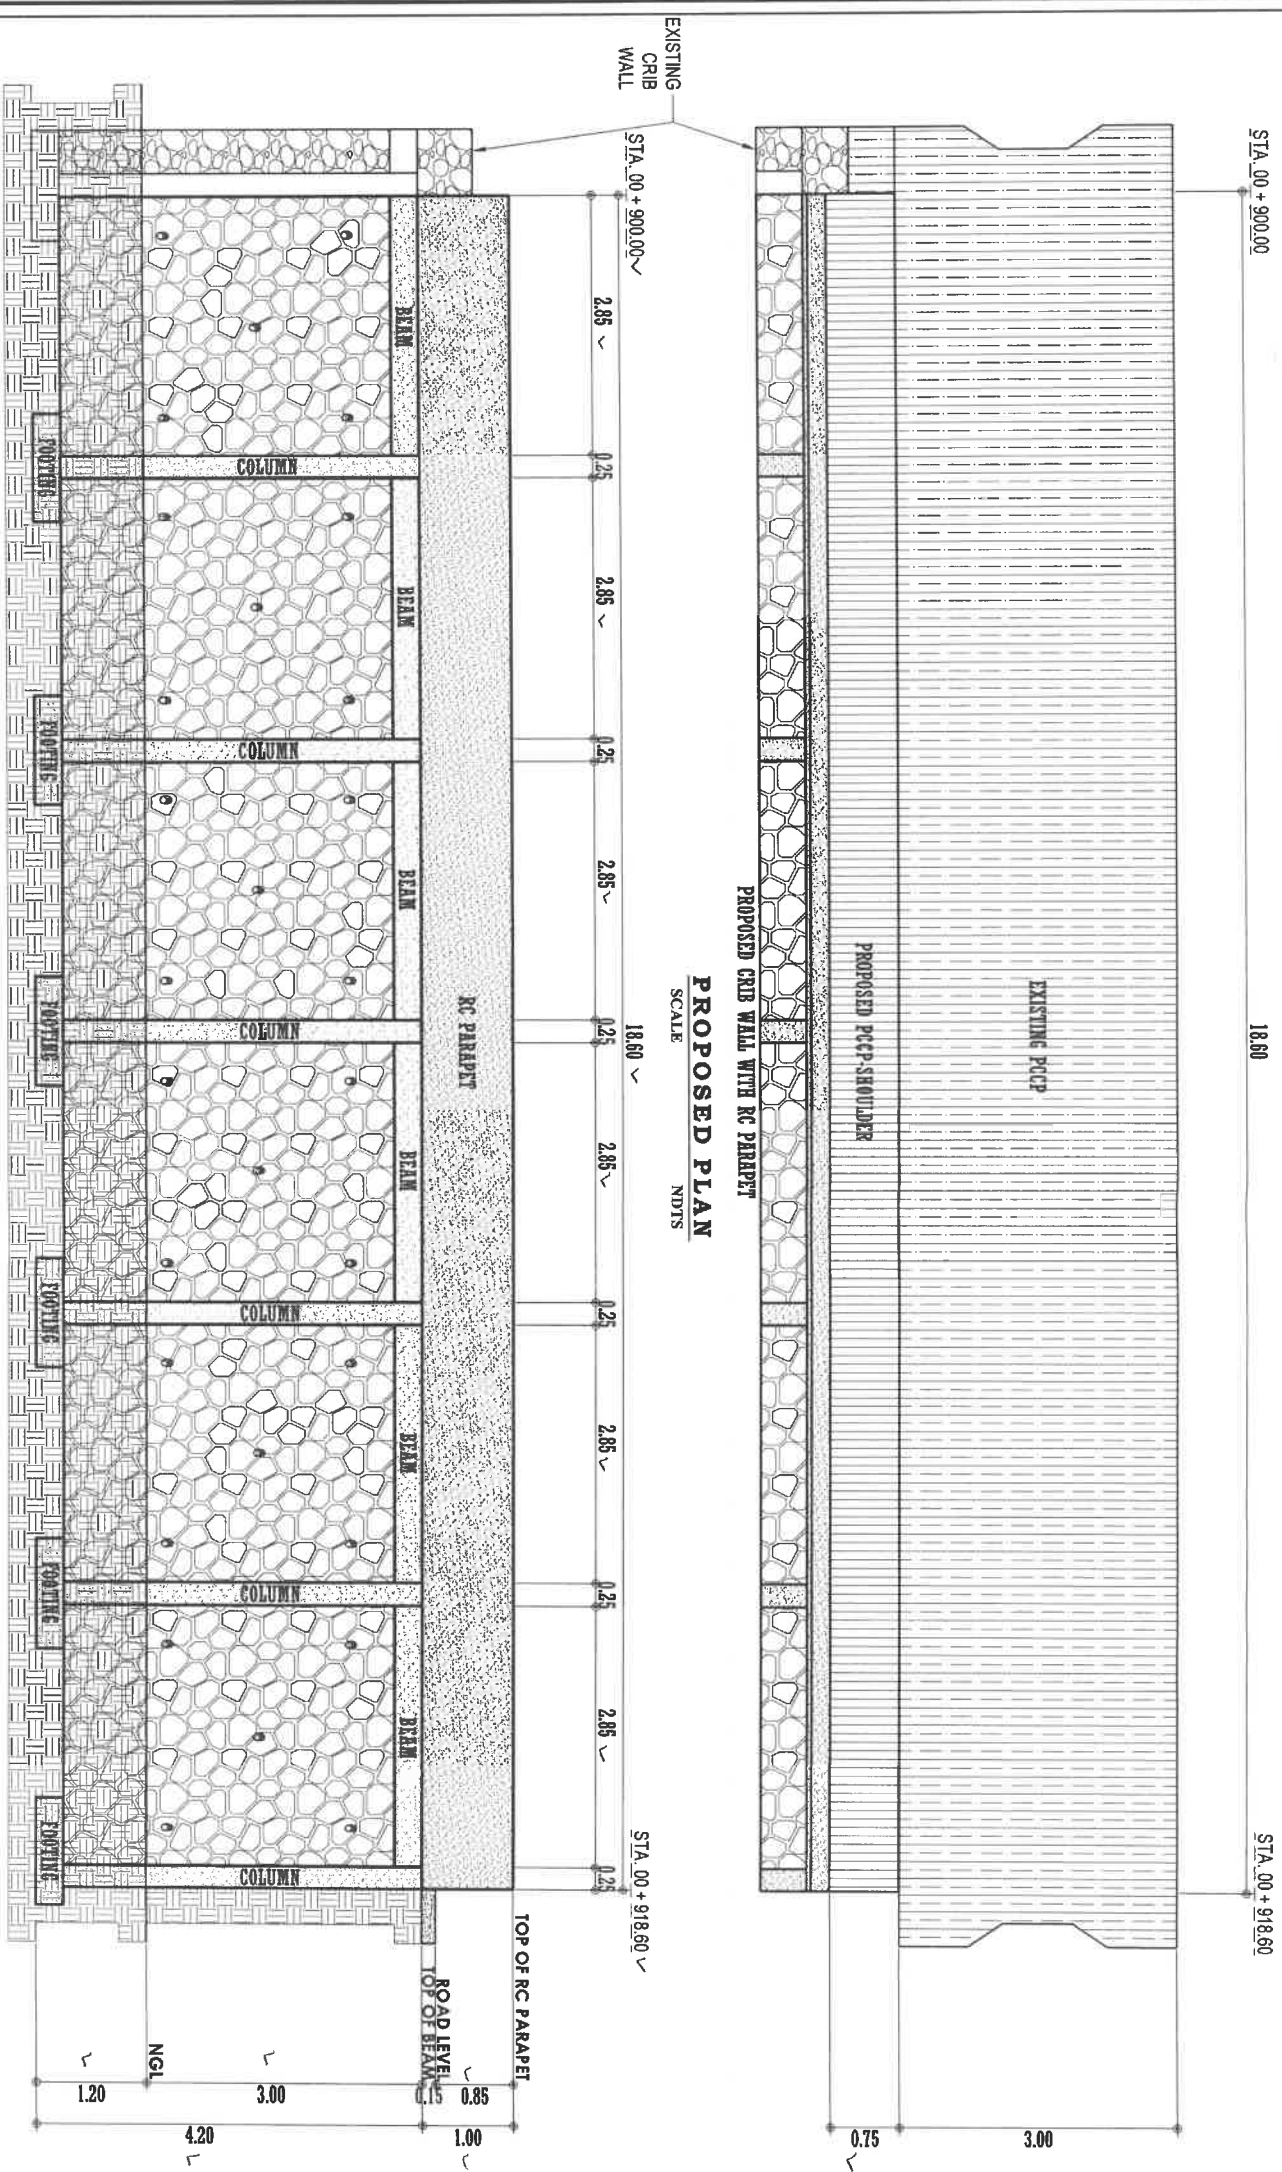 STA. 00 + 900.00
18.60
STA. 00 + 918.60
EXISTING PCCP
3.00
PROPOSED PCCP-SHOULDER
0.75
PROPOSED CRIB WALL WITH RC PARAPET
PROPOSED PLAN
SCALE NDTS
EXISTING
CRIB
WALL
STA. 00 + 900.00
18.60
STA. 00 + 918.60
2.85
0.25
2.85
0.25
2.85
0.25
2.85
0.25
2.85
0.25
2.85
0.25
TOP OF RC PARAPET
RC PARAPET
0.85
1.00
ROAD LEVEL
0.15
TOP OF BEAM
BEAM
BEAM
BEAM
BEAM
BEAM
BEAM
COLUMN
COLUMN
COLUMN
COLUMN
COLUMN
COLUMN
3.00
4.20
NGL
1.20
FOOTING
FOOTING
FOOTING
FOOTING
FOOTING
FOOTING